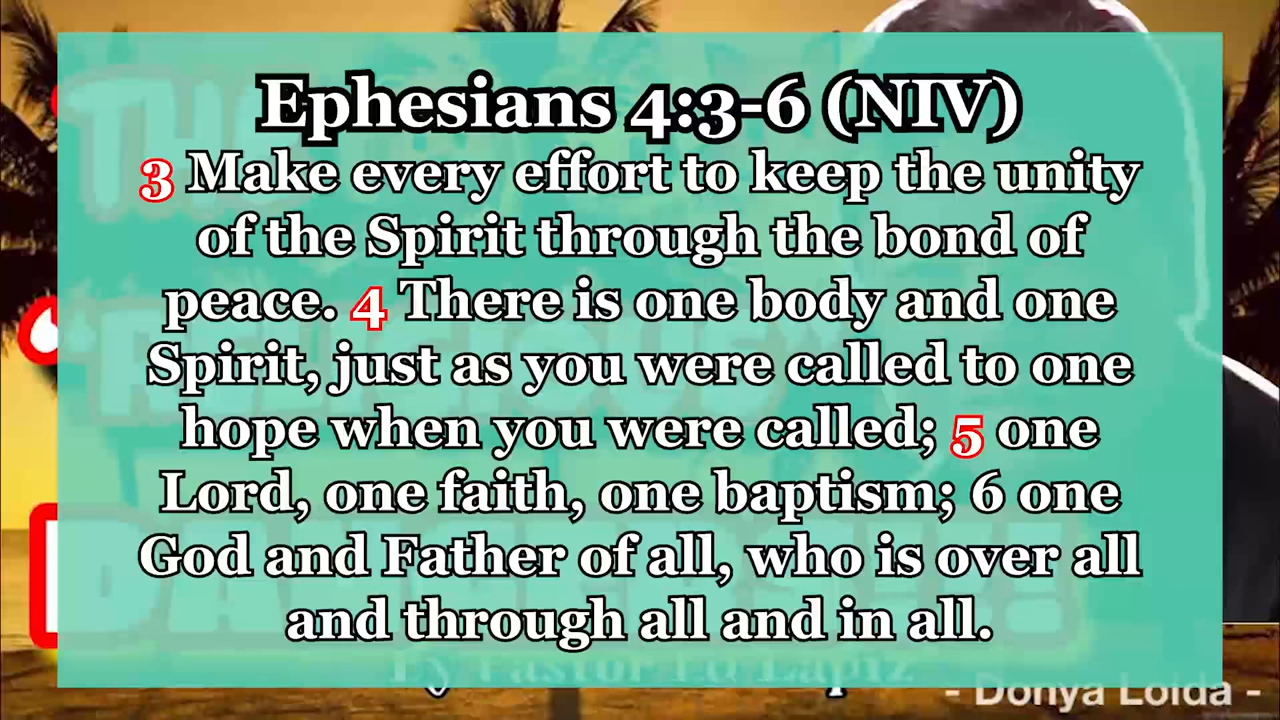 Ephesians 4:3-6 (NIV)
3 Make every effort to keep the unity
of the Spirit through the bond of
peace. 4 There is one body and one
Spirit, just as you were called to one
hope when you were called; 5 one
Lord, one faith, one baptism; 6 one
God and Father of all, who is over all
and through all and in all.
- Donya Loida -